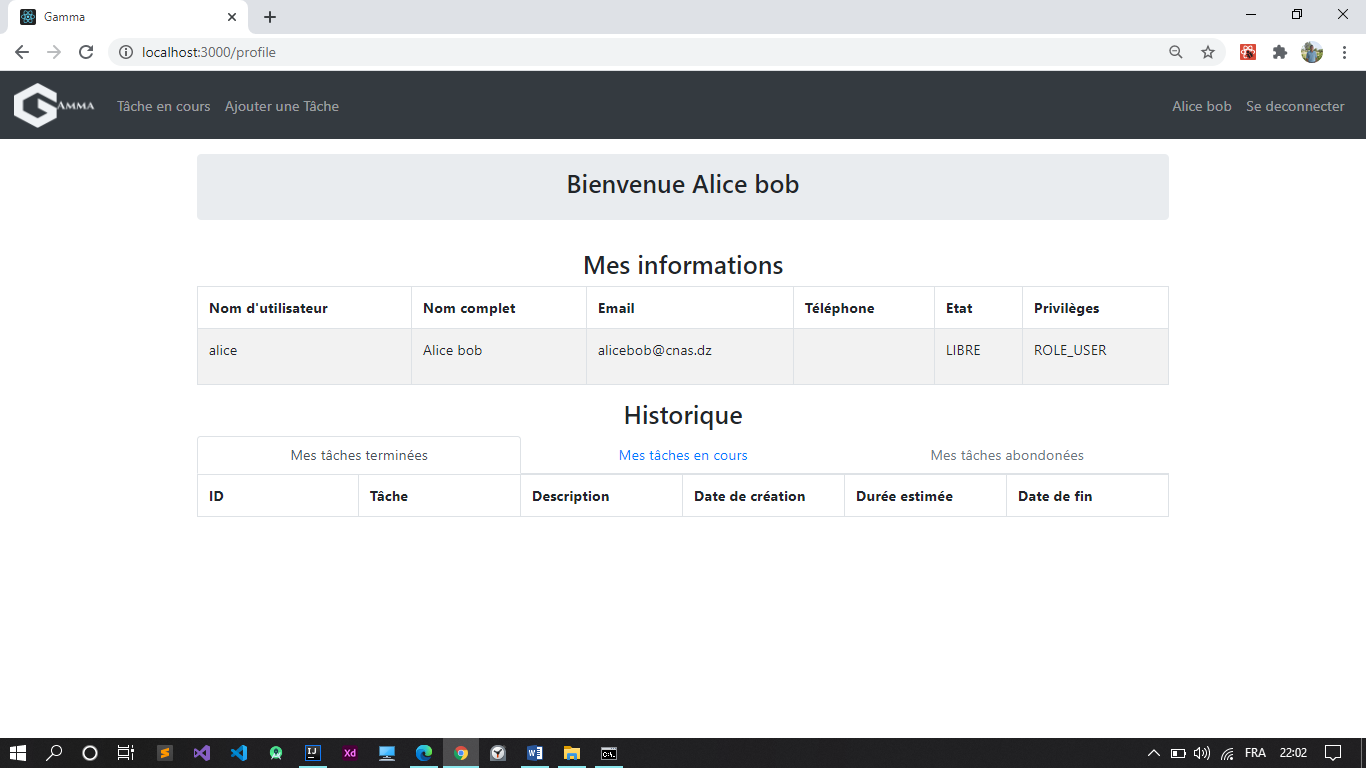 Gamma
localhost:3000/profile
GAMMA
Tâche en cours Ajouter une Tâche
Alice bob Se deconnecter
Bienvenue Alice bob
Mes informations
Nom d'utilisateur Nom complet Email Téléphone Etat Privilèges
alice Alice bob alicebob@cnas.dz LIBRE ROLE_USER
Historique
Mes tâches terminées Mes tâches en cours Mes tâches abondonées
ID Tâche Description Date de création Durée estimée Date de fin
IJ Xd W C:\_ FRA 22:02